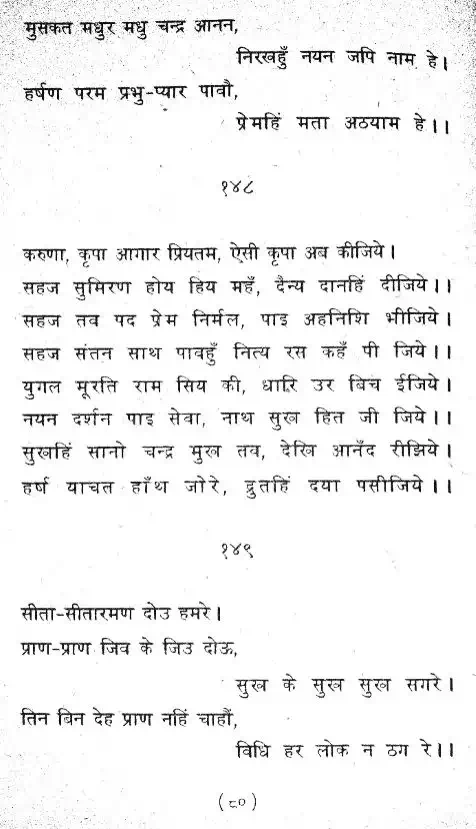 मुसकत मधुर मधु चन्द्र आनन,
निरखहुँ नयन जपि नाम हे।
हर्षण परम प्रभु-प्यार पावौ,
प्रेमहिं मता अठयाम हे।।
१४८
करुणा, कृपा आगार प्रियतम, ऐसी कृपा अब कीजिये।
सहज सुमिरण होय हिय महँ, दैन्य दानहिं दीजिये।।
सहज तव पद प्रेम निर्मल, पाइ अहनिशि भीजिये।
सहज संतन साथ पावहुँ नित्य रस कहँ पी जिये।।
युगल मूरति राम सिय की, धारि उर बिच ईजिये।
नयन दर्शन पाइ सेवा, नाथ सुख हित जी जिये।।
सुखहिं सानो चन्द्र मुख तव, देखि आनँद रीझिये।
हर्ष याचत हाँथ जोरे, द्रुतहिं दया पसीजिये।।
१४९
सीता-सीतारमण दोउ हमरे।
प्राण-प्राण जिव के जिउ दोऊ,
सुख के सुख सुख सगरे।
तिन बिन देह प्राण नहिं चाहौं,
विधि हर लोक न ठग रे।।
(८०)